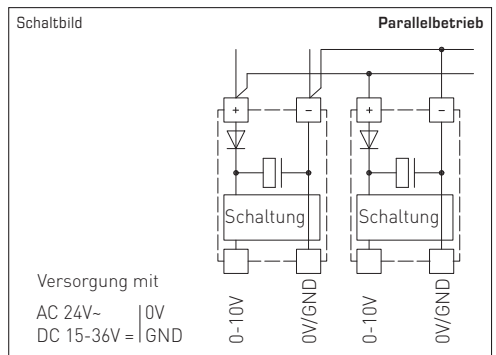 Schaltbild
Parallelbetrieb
+ – + –
Schaltung Schaltung
Versorgung mit
AC 24V~ | 0V
DC 15-36V = | GND
0-10V
0V/GND
0-10V
0V/GND